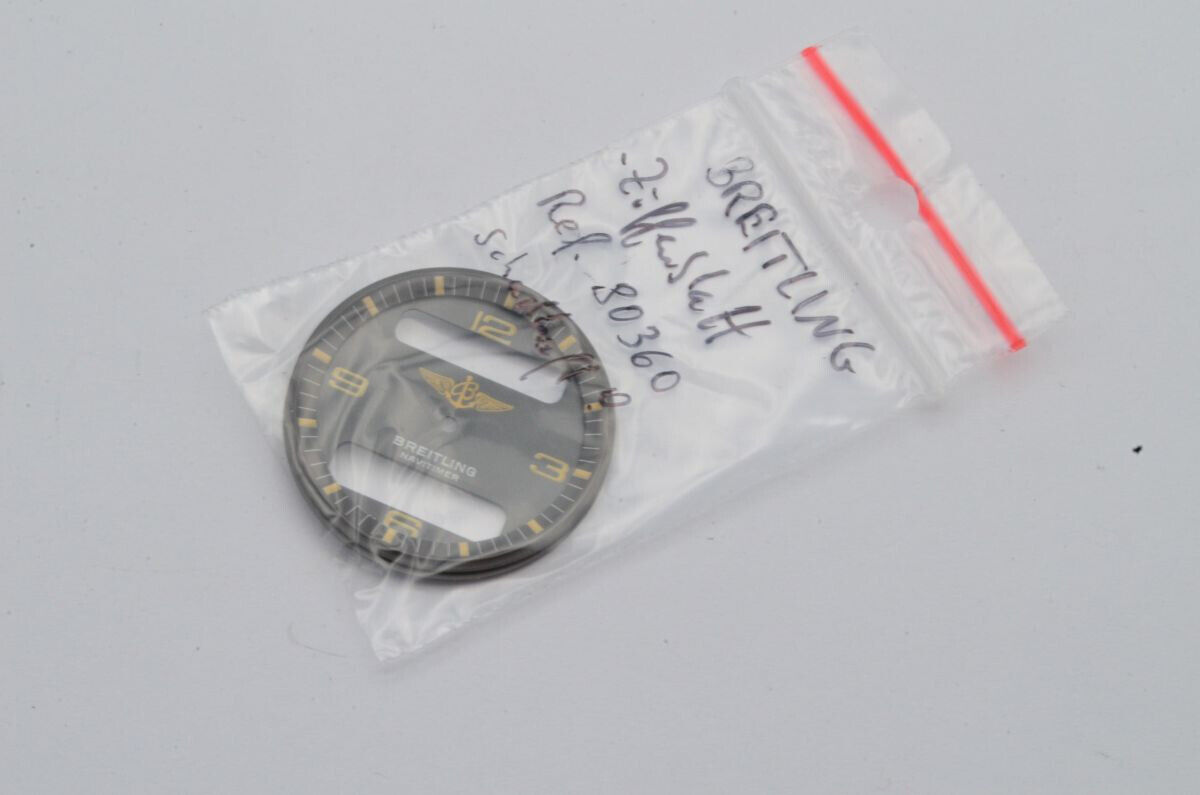 BREITLING
-Zifferblatt
Ref. 80360
12
9
3
BREITLING
NAVITIMER
6